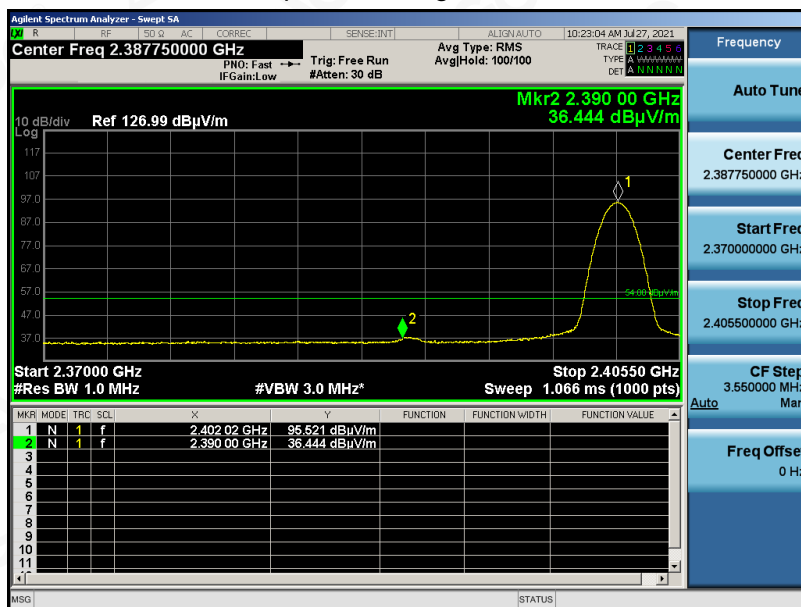 Agilent Spectrum Analyzer - Swept SA
LXI R RF 50 Ω AC CORREC SENSE:INT ALIGN AUTO 10:23:04 AM Jul 27, 2021
Center Freq 2.387750000 GHz
PNO: Fast
IFGain:Low
Trig: Free Run
#Atten: 30 dB
Avg Type: RMS
Avg|Hold: 100/100
TRACE 1 2 3 4 5 6
TYPE A WWWWW
DET A N N N N N
Mkr2 2.390 00 GHz
36.444 dBµV/m
10 dB/div Ref 126.99 dBµV/m
Log
117
107
97.0
87.0
77.0
67.0
57.0
47.0
37.0
1
54.00 dBµV/m
2
Start 2.37000 GHz Stop 2.40550 GHz
#Res BW 1.0 MHz #VBW 3.0 MHz* Sweep 1.066 ms (1000 pts)
MKR MODE TRC SCL X Y FUNCTION FUNCTION WIDTH FUNCTION VALUE
1 N 1 f 2.402 02 GHz 95.521 dBµV/m
2 N 1 f 2.390 00 GHz 36.444 dBµV/m
3
4
5
6
7
8
9
10
11
MSG STATUS
Frequency
Auto Tune
Center Freq
2.387750000 GHz
Start Freq
2.370000000 GHz
Stop Freq
2.405500000 GHz
CF Step
3.550000 MHz
Auto Man
Freq Offset
0 Hz